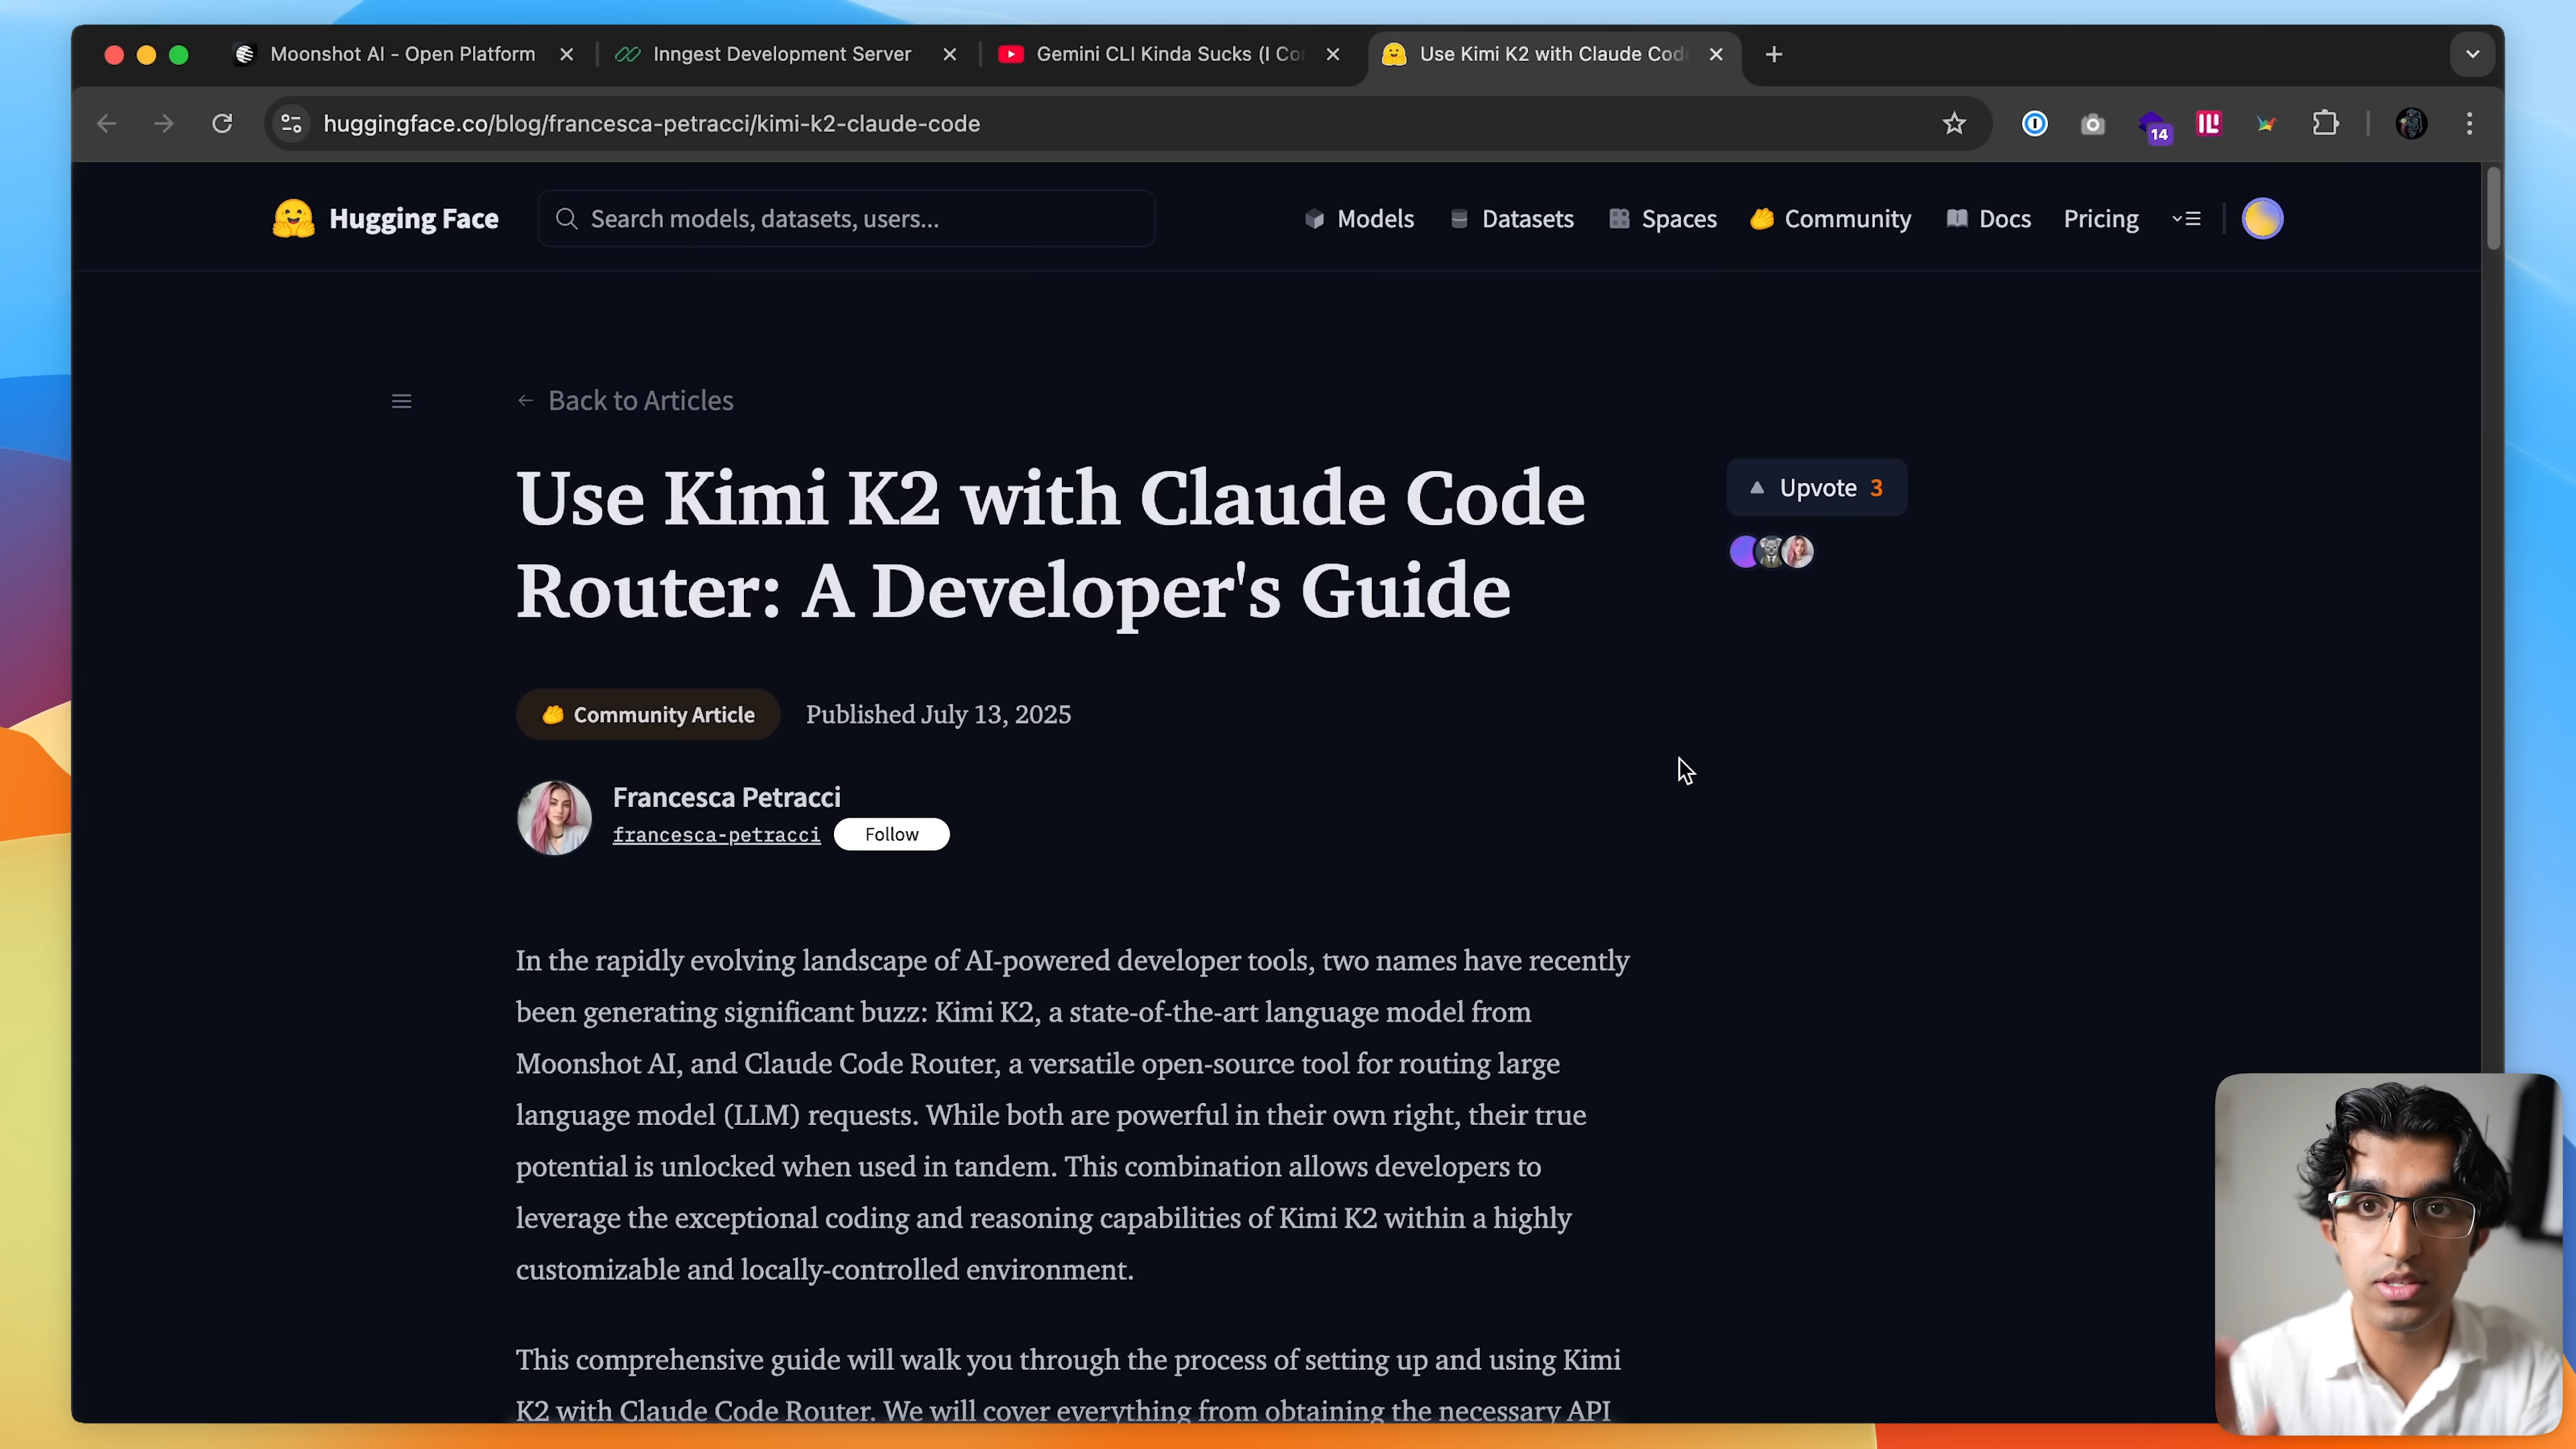 Moonshot AI - Open Platform
Inngest Development Server
Gemini CLI Kinda Sucks (I Co
Use Kimi K2 with Claude Cod
huggingface.co/blog/francesca-petracci/kimi-k2-claude-code
14
Hugging Face
Search models, datasets, users...
Models
Datasets
Spaces
Community
Docs
Pricing
Back to Articles
Use Kimi K2 with Claude Code
Router: A Developer's Guide
Upvote 3
Community Article
Published July 13, 2025
Francesca Petracci
francesca-petracci
Follow
In the rapidly evolving landscape of AI-powered developer tools, two names have recently
been generating significant buzz: Kimi K2, a state-of-the-art language model from
Moonshot AI, and Claude Code Router, a versatile open-source tool for routing large
language model (LLM) requests. While both are powerful in their own right, their true
potential is unlocked when used in tandem. This combination allows developers to
leverage the exceptional coding and reasoning capabilities of Kimi K2 within a highly
customizable and locally-controlled environment.
This comprehensive guide will walk you through the process of setting up and using Kimi
K2 with Claude Code Router. We will cover everything from obtaining the necessary API